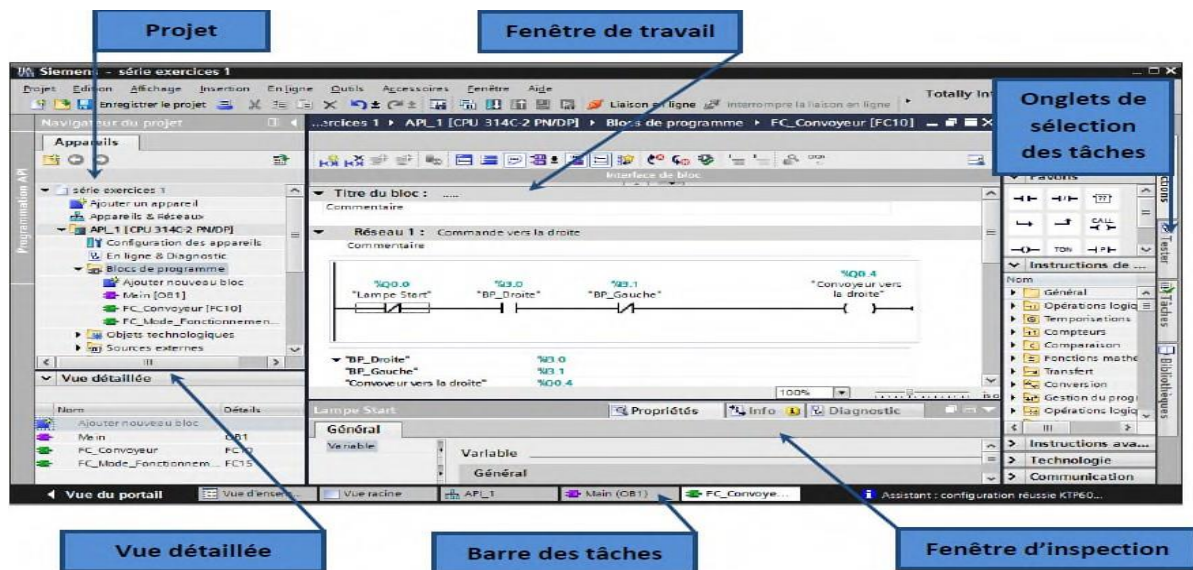 Projet
Fenêtre de travail
Siemens - série exercices 1
Projet Edition Affichage Insertion En ligne Outils Accessoires Fenêtre Aide
Enregistrer le projet
Liaison en ligne
Interrompre la liaison en ligne
Totally Int
Onglets de
sélection
des tâches
Navigateur du projet
...ercices 1 ▸ API_1 [CPU 314C-2 PN/DP] ▸ Blocs de programme ▸ FC_Convoyeur [FC10]
Appareils
Programmation API
série exercices 1
Ajouter un appareil
Appareils & Réseaux
API_1 [CPU 314C-2 PN/DP]
Configuration des appareils
En ligne & Diagnostic
Blocs de programme
Ajouter nouveau bloc
Main [OB1]
FC_Convoyeur [FC10]
FC_Mode_Fonctionnemen...
Objets technologiques
Sources externes
Interface de bloc
Titre du bloc : .....
Commentaire
Réseau 1 : Commande vers la droite
Commentaire
%Q0.0
"Lampe Start"
%I3.0
"BP_Droite"
%I3.1
"BP_Gauche"
%Q0.4
"Convoyeur vers
la droite"
"BP_Droite" %I3.0
"BP_Gauche" %I3.1
"Convoyeur vers la droite" %Q0.4
100%
Favoris
CALL
TON
P
Instructions de ...
Nom
Général
Opérations logiq
Temporisations
Compteurs
Comparaison
Fonctions mathé
Transfert
Conversion
Gestion du prog
Opérations logiq
Instructions ava...
Technologie
Communication
Tester
Tâches
Bibliothèques
Vue détaillée
Nom Détails
Ajouter nouveau bloc
Main OB1
FC_Convoyeur FC10
FC_Mode_Fonctionnem... FC15
Lampe Start
Propriétés
Info
Diagnostic
Général
Variable
Variable
Général
Vue du portail
Vue d'ensem...
Vue racine
API_1
Main (OB1)
FC_Convoye...
Assistant : configuration réussie KTP60...
Vue détaillée
Barre des tâches
Fenêtre d'inspection